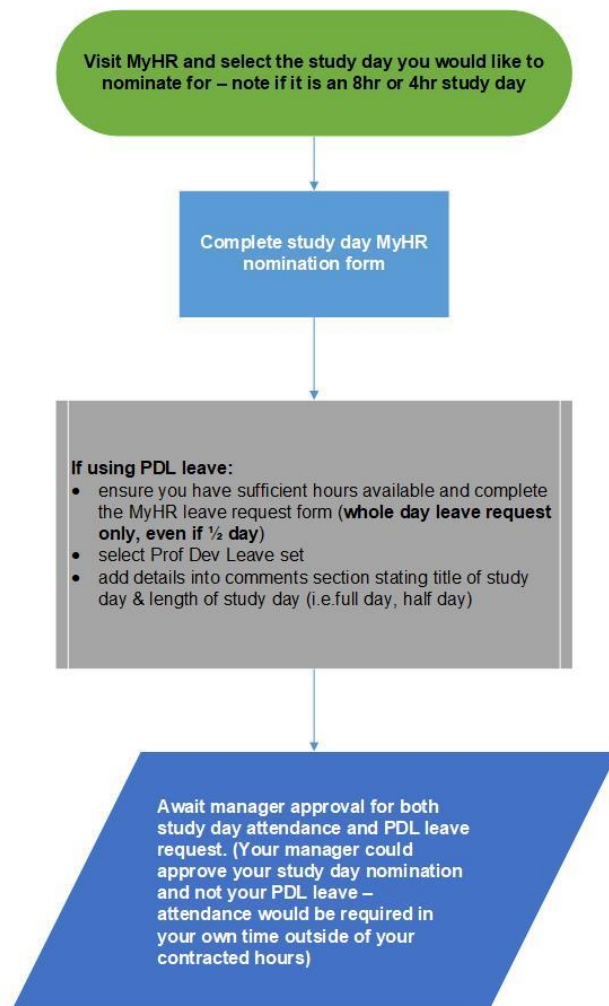 Visit MyHR and select the study day you would like to
nominate for – note if it is an 8hr or 4hr study day
Complete study day MyHR
nomination form
If using PDL leave:
• ensure you have sufficient hours available and complete
the MyHR leave request form (whole day leave request
only, even if ½ day)
• select Prof Dev Leave set
• add details into comments section stating title of study
day & length of study day (i.e.full day, half day)
Await manager approval for both
study day attendance and PDL leave
request. (Your manager could
approve your study day nomination
and not your PDL leave –
attendance would be required in
your own time outside of your
contracted hours)